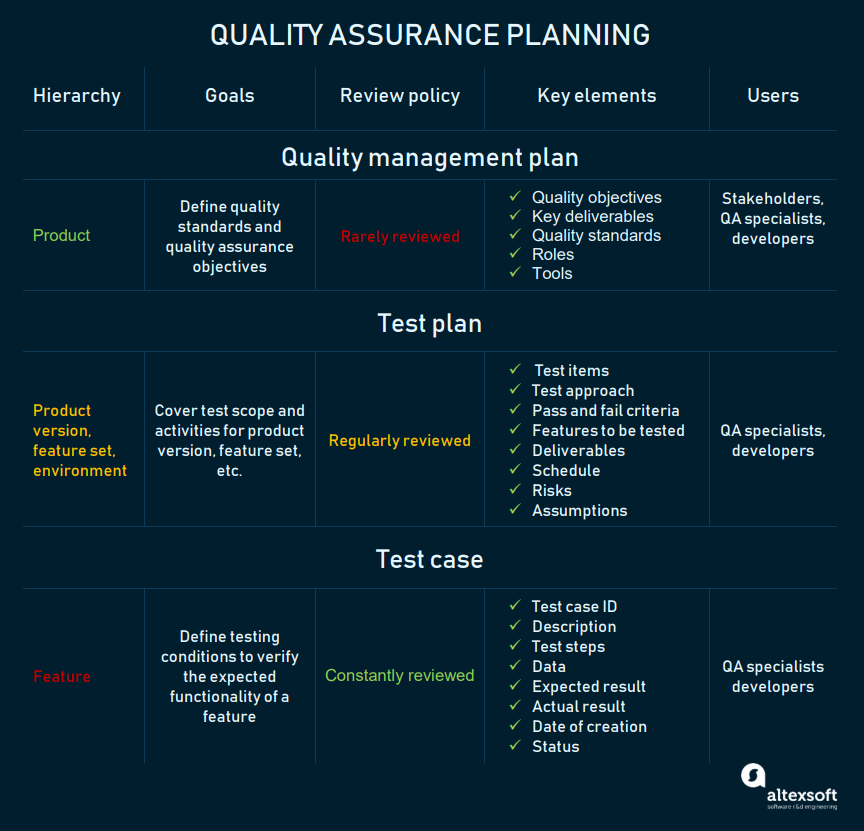 QUALITY ASSURANCE PLANNING
Hierarchy
Goals
Review policy
Key elements
Users
Quality management plan
Product
Define quality
standards and
quality assurance
objectives
Rarely reviewed
Quality objectives
Key deliverables
Quality standards
Roles
Tools
Stakeholders,
QA specialists,
developers
Test plan
Product
version,
feature set,
environment
Cover test scope and
activities for product
version, feature set,
etc.
Regularly reviewed
Test items
Test approach
Pass and fail criteria
Features to be tested
Deliverables
Schedule
Risks
Assumptions
QA specialists,
developers
Test case
Feature
Define testing
conditions to verify
the expected
functionality of a
feature
Constantly reviewed
Test case ID
Description
Test steps
Data
Expected result
Actual result
Date of creation
Status
QA specialists
developers
altexsoft
software r&d engineering